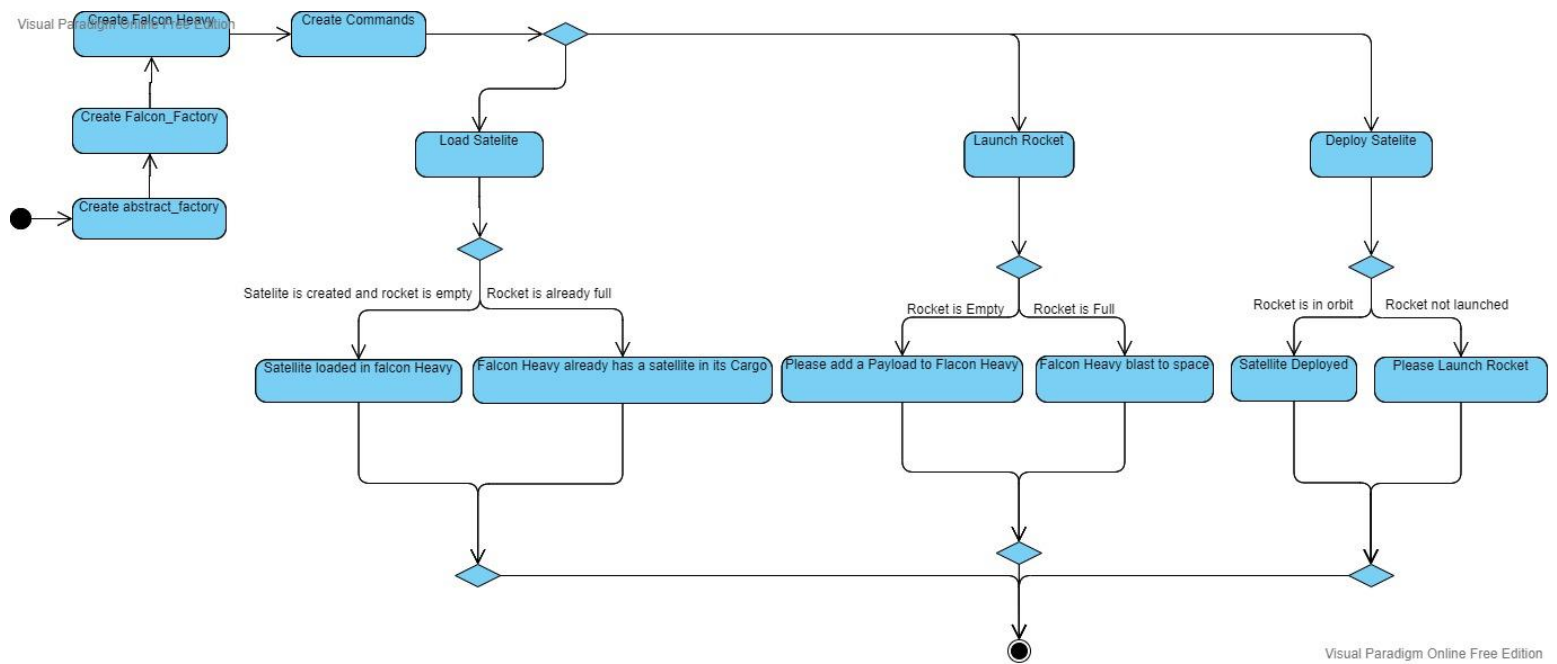 Visual Paradigm Online Free Edition
Create Falcon Heavy
Create Commands
Create Falcon_Factory
Create abstract_factory
Load Satelite
Launch Rocket
Deploy Satelite
Satelite is created and rocket is empty
Rocket is already full
Rocket is Empty
Rocket is Full
Rocket is in orbit
Rocket not launched
Satellite loaded in falcon Heavy
Falcon Heavy already has a satellite in its Cargo
Please add a Payload to Flacon Heavy
Falcon Heavy blast to space
Satellite Deployed
Please Launch Rocket
Visual Paradigm Online Free Edition